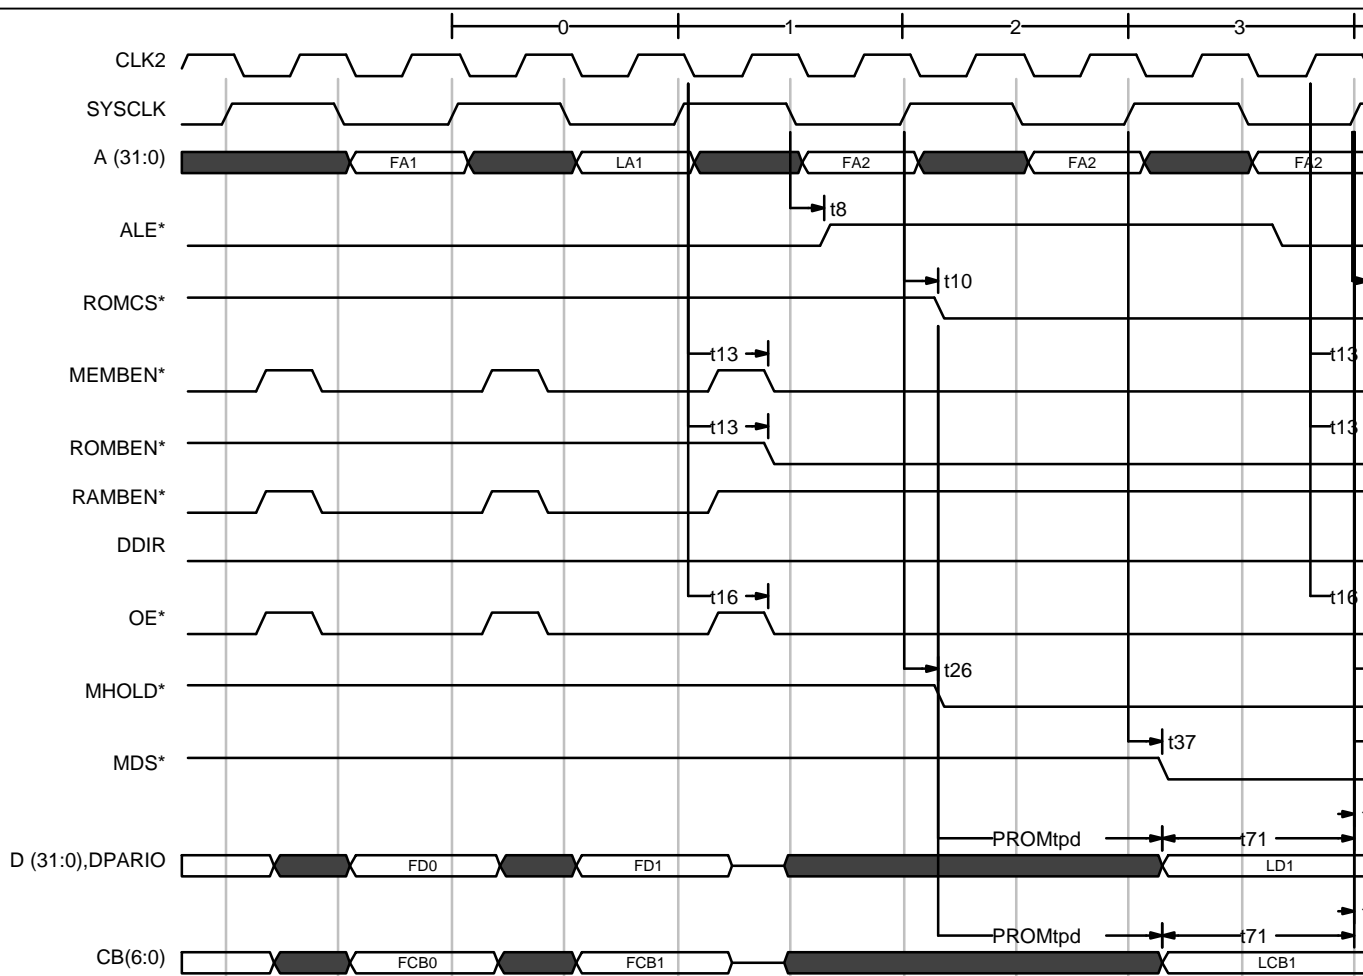 0 1 2 3
CLK2
SYSCLK
A (31:0) FA1 LA1 FA2 FA2 FA2
t8
ALE*
t10
ROMCS*
t13 t13
MEMBEN*
t13 t13
ROMBEN*
RAMBEN*
DDIR
t16 t16
OE*
t26
MHOLD*
t37
MDS*
PROMtpd t71
D (31:0),DPARIO FD0 FD1 LD1
PROMtpd t71
CB(6:0) FCB0 FCB1 LCB1